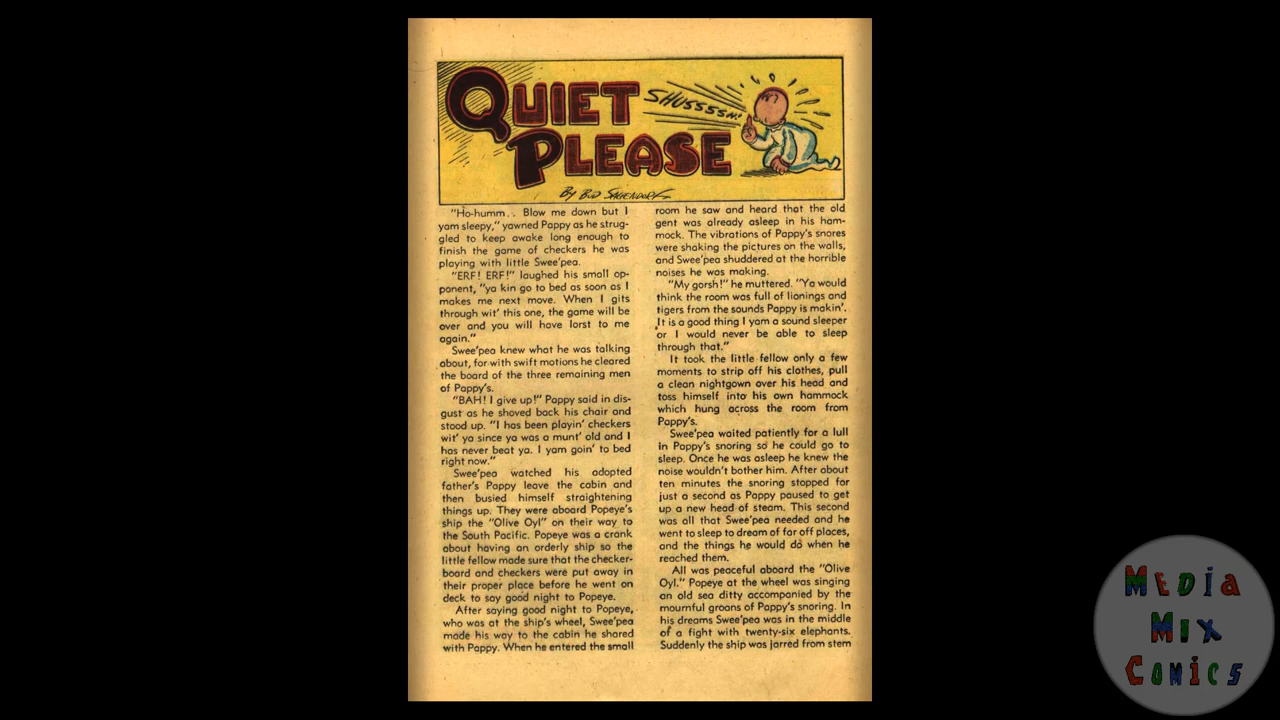 QUIET
PLEASE
SHUSSSSH!
By Bud Sagendorf
"Ho-humm. . Blow me down but I
yam sleepy," yawned Pappy as he strug-
gled to keep awake long enough to
finish the game of checkers he was
playing with little Swee'pea.
"ERF! ERF!" laughed his small op-
ponent, "ya kin go to bed as soon as I
makes me next move. When I gits
through wit' this one, the game will be
over and you will have lorst to me
again."
Swee'pea knew what he was talking
about, for with swift motions he cleared
the board of the three remaining men
of Pappy's.
"BAH! I give up!" Pappy said in dis-
gust as he shoved back his chair and
stood up. "I has been playin' checkers
wit' ya since ya was a munt' old and I
has never beat ya. I yam goin' to bed
right now."
Swee'pea watched his adopted
father's Pappy leave the cabin and
then busied himself straightening
things up. They were aboard Popeye's
ship the "Olive Oyl" on their way to
the South Pacific. Popeye was a crank
about having an orderly ship so the
little fellow made sure that the checker-
board and checkers were put away in
their proper place before he went on
deck to say good night to Popeye.
After saying good night to Popeye,
who was at the ship's wheel, Swee'pea
made his way to the cabin he shared
with Pappy. When he entered the small
room he saw and heard that the old
gent was already asleep in his ham-
mock. The vibrations of Pappy's snores
were shaking the pictures on the walls,
and Swee'pea shuddered at the horrible
noises he was making.
"My gorsh!" he muttered. "Ya would
think the room was full of lionings and
tigers from the sounds Pappy is makin'.
It is a good thing I yam a sound sleeper
or I would never be able to sleep
through that."
It took the little fellow only a few
moments to strip off his clothes, pull
a clean nightgown over his head and
toss himself into his own hammock
which hung across the room from
Pappy's.
Swee'pea waited patiently for a lull
in Pappy's snoring so he could go to
sleep. Once he was asleep he knew the
noise wouldn't bother him. After about
ten minutes the snoring stopped for
just a second as Pappy paused to get
up a new head of steam. This second
was all that Swee'pea needed and he
went to sleep to dream of far off places,
and the things he would do when he
reached them.
All was peaceful aboard the "Olive
Oyl." Popeye at the wheel was singing
an old sea ditty accompanied by the
mournful groans of Pappy's snoring. In
his dreams Swee'pea was in the middle
of a fight with twenty-six elephants.
Suddenly the ship was jarred from stem
MEDIA
MIX
COMICS